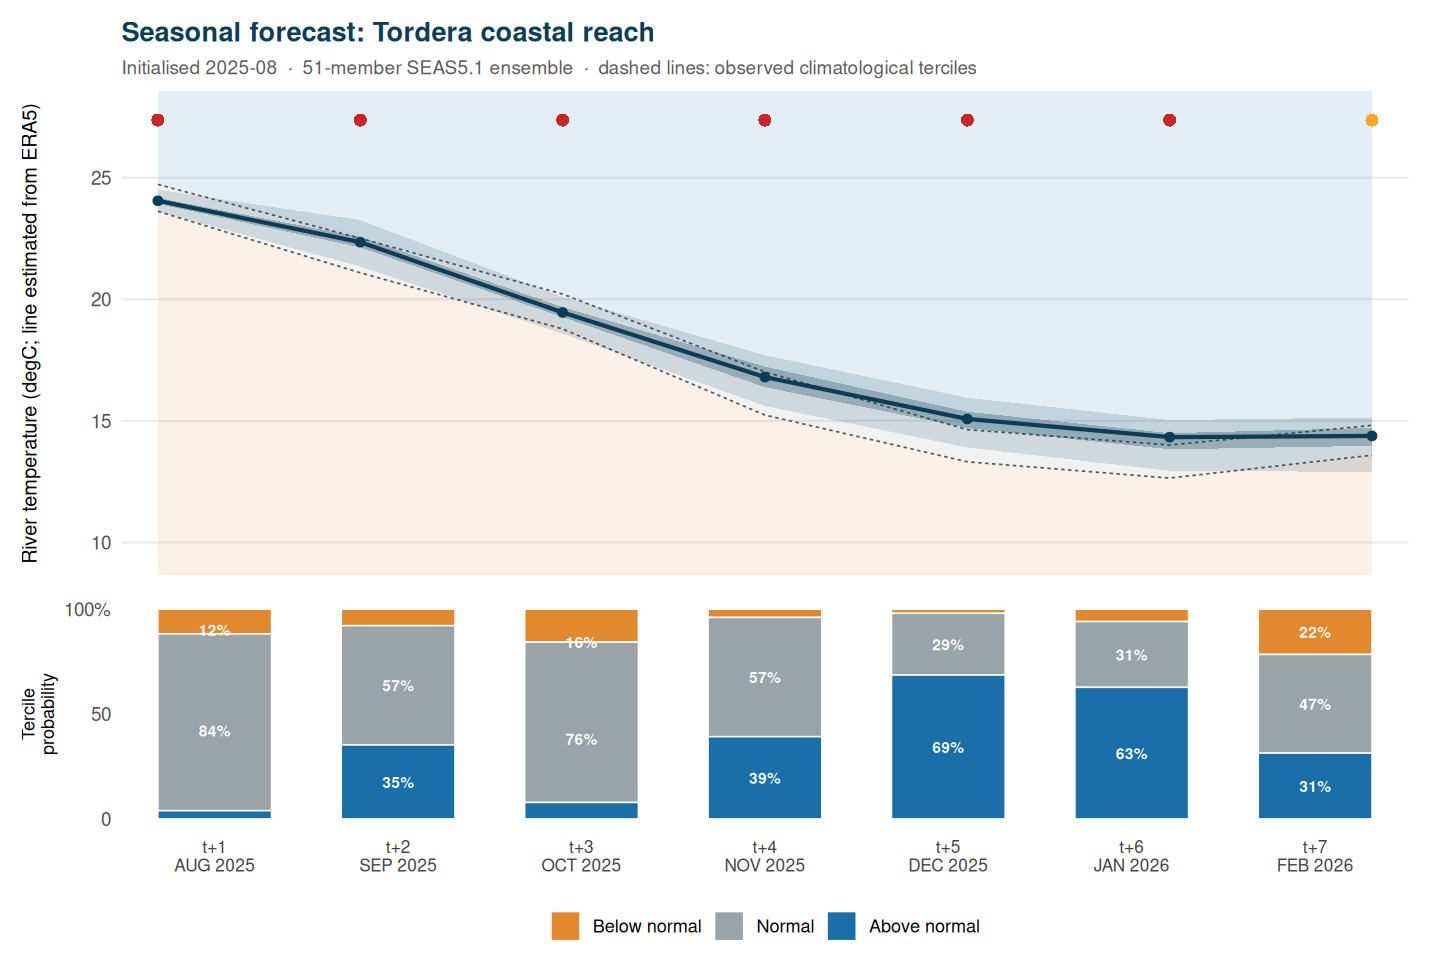 Seasonal forecast: Tordera coastal reach
Initialised 2025-08 · 51-member SEAS5.1 ensemble · dashed lines: observed climatological terciles
River temperature (degC; line estimated from ERA5)
25
20
15
10
Tercile
probability
100%
50
0
12%
84%
57%
35%
16%
76%
57%
39%
29%
69%
31%
63%
22%
47%
31%
t+1
AUG 2025
t+2
SEP 2025
t+3
OCT 2025
t+4
NOV 2025
t+5
DEC 2025
t+6
JAN 2026
t+7
FEB 2026
Below normal
Normal
Above normal